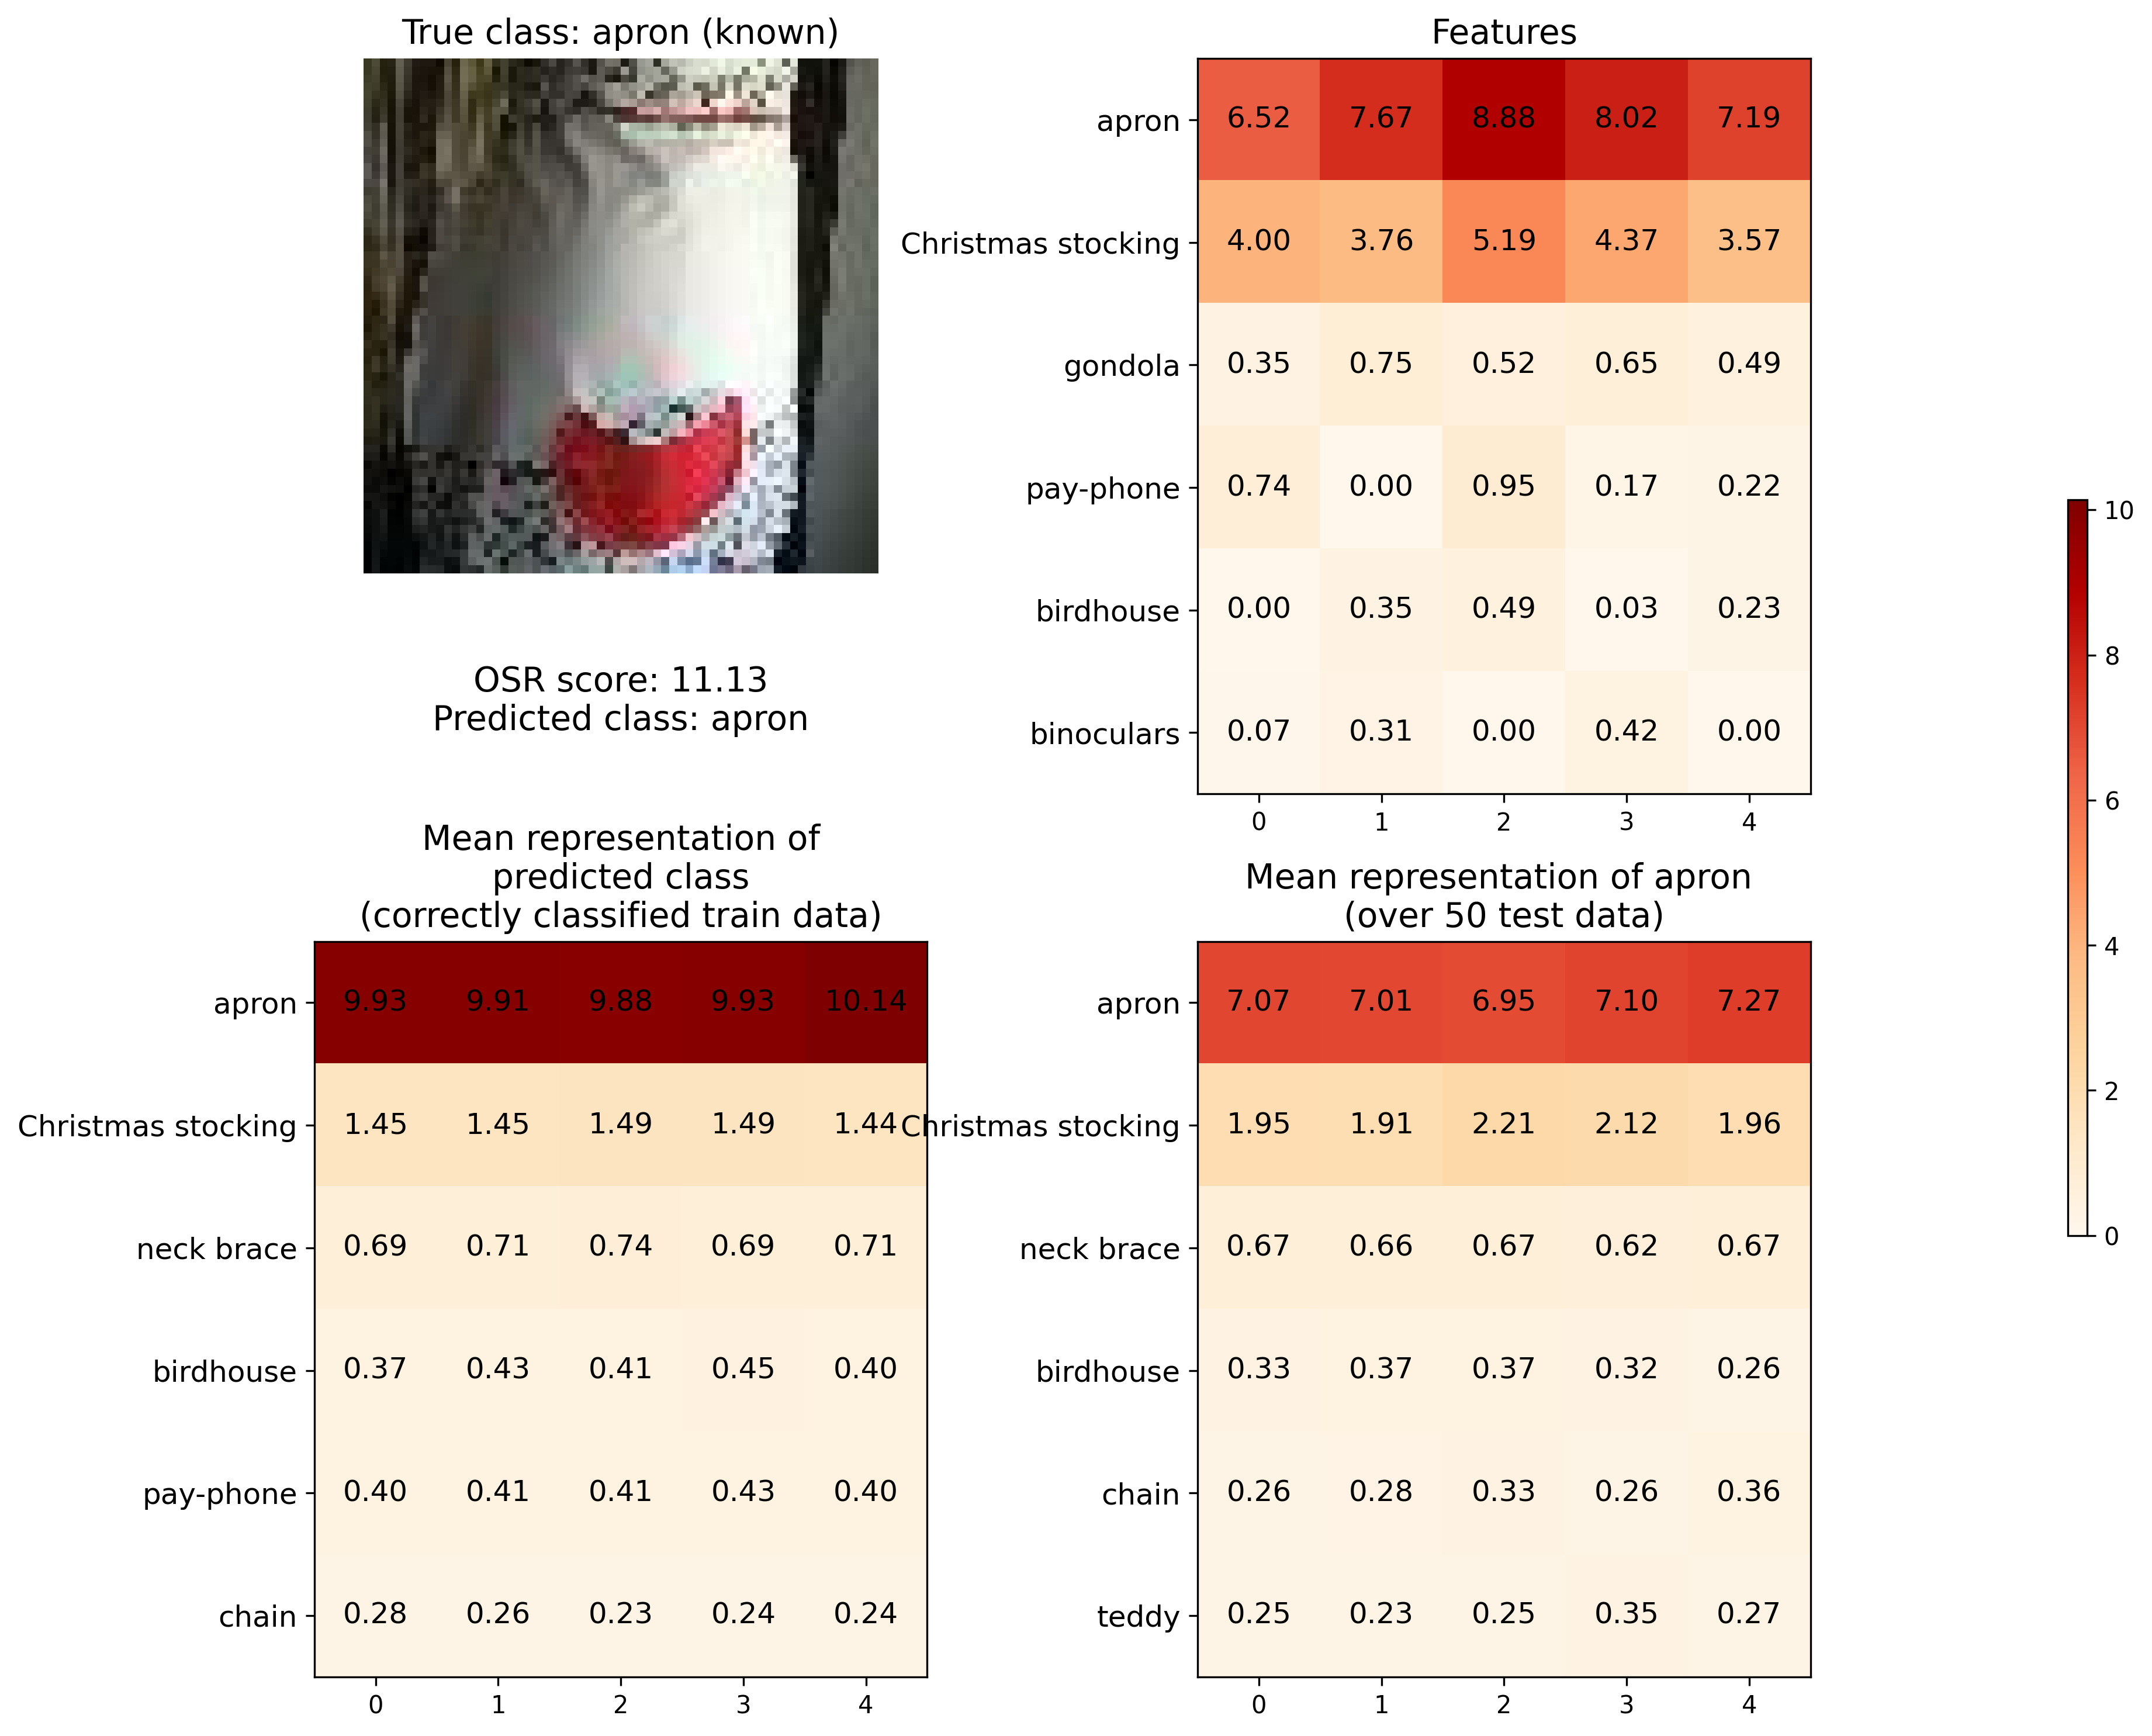 True class: apron (known)
OSR score: 11.13
Predicted class: apron
Features
apron 6.52 7.67 8.88 8.02 7.19
Christmas stocking 4.00 3.76 5.19 4.37 3.57
gondola 0.35 0.75 0.52 0.65 0.49
pay-phone 0.74 0.00 0.95 0.17 0.22
birdhouse 0.00 0.35 0.49 0.03 0.23
binoculars 0.07 0.31 0.00 0.42 0.00
0 1 2 3 4
Mean representation of
predicted class
(correctly classified train data)
apron 9.93 9.91 9.88 9.93 10.14
Christmas stocking 1.45 1.45 1.49 1.49 1.44
neck brace 0.69 0.71 0.74 0.69 0.71
birdhouse 0.37 0.43 0.41 0.45 0.40
pay-phone 0.40 0.41 0.41 0.43 0.40
chain 0.28 0.26 0.23 0.24 0.24
0 1 2 3 4
Mean representation of apron
(over 50 test data)
apron 7.07 7.01 6.95 7.10 7.27
Christmas stocking 1.95 1.91 2.21 2.12 1.96
neck brace 0.67 0.66 0.67 0.62 0.67
birdhouse 0.33 0.37 0.37 0.32 0.26
chain 0.26 0.28 0.33 0.26 0.36
teddy 0.25 0.23 0.25 0.35 0.27
0 1 2 3 4
10
8
6
4
2
0